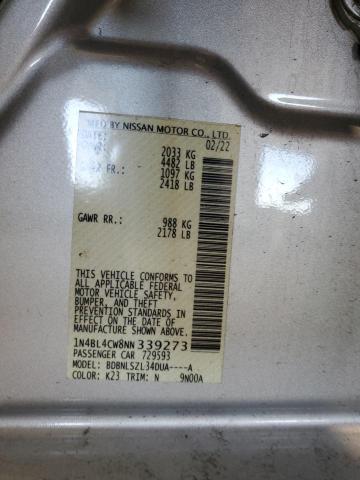 MFD BY NISSAN MOTOR CO., LTD.
DATE 02/22
2033 KG
4482 LB
FR.: 1097 KG
2418 LB
GAWR RR.: 988 KG
2178 LB
THIS VEHICLE CONFORMS TO
ALL APPLICABLE FEDERAL
MOTOR VEHICLE SAFETY,
BUMPER, AND THEFT
PREVENTION STANDARDS
IN EFFECT ON THE DATE OF
MANUFACTURE SHOWN ABOVE.
1N4BL4CW8NN339273
PASSENGER CAR 729593
MODEL: BDBNLSZL34DUA----A
COLOR: K23 TRIM: N 9N00A